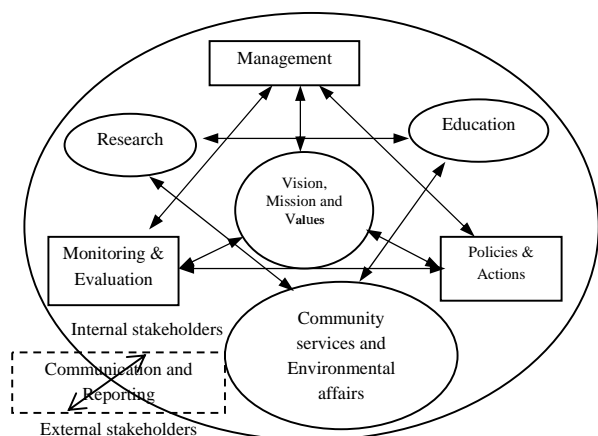 Management
Research
Education
Vision,
Mission and
Values
Monitoring &
Evaluation
Policies &
Actions
Community
services and
Environmental
affairs
Internal stakeholders
Communication and
Reporting
External stakeholders